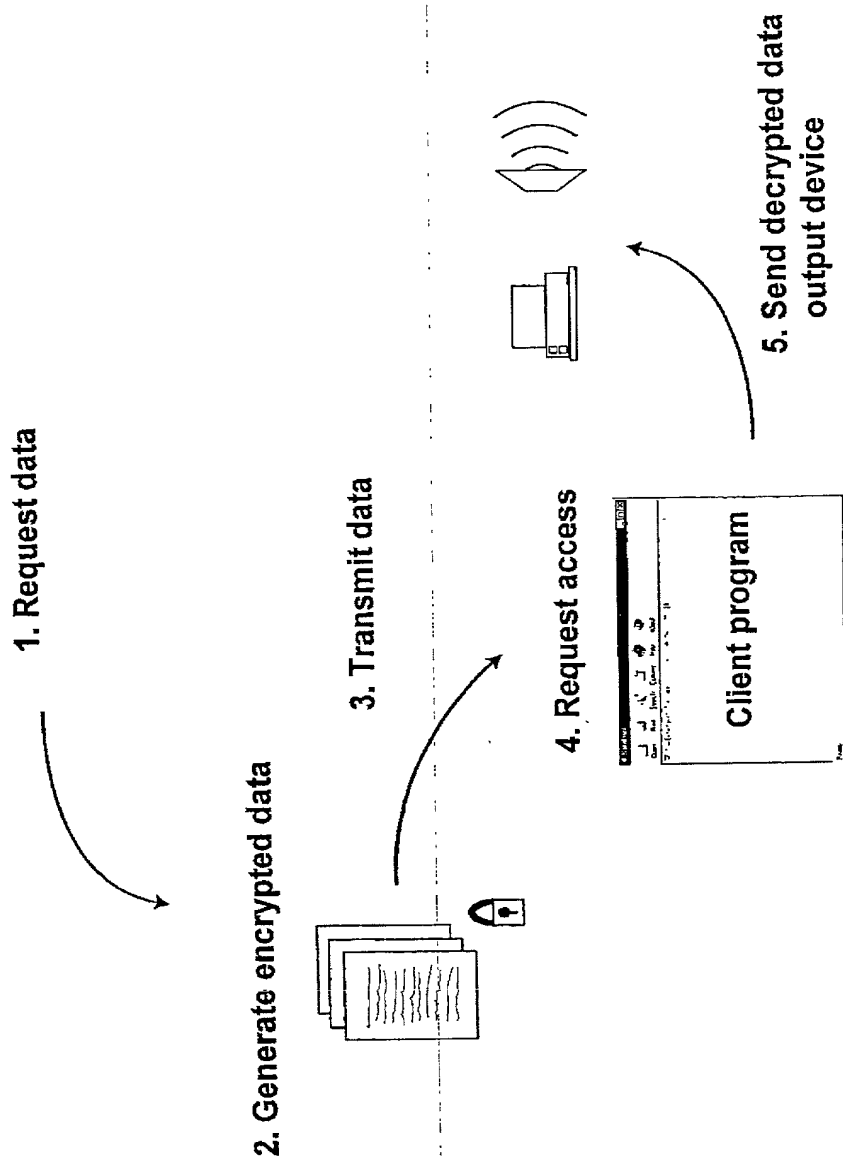 1. Request data
2. Generate encrypted data
3. Transmit data
4. Request access
Client program
5. Send decrypted data
output device